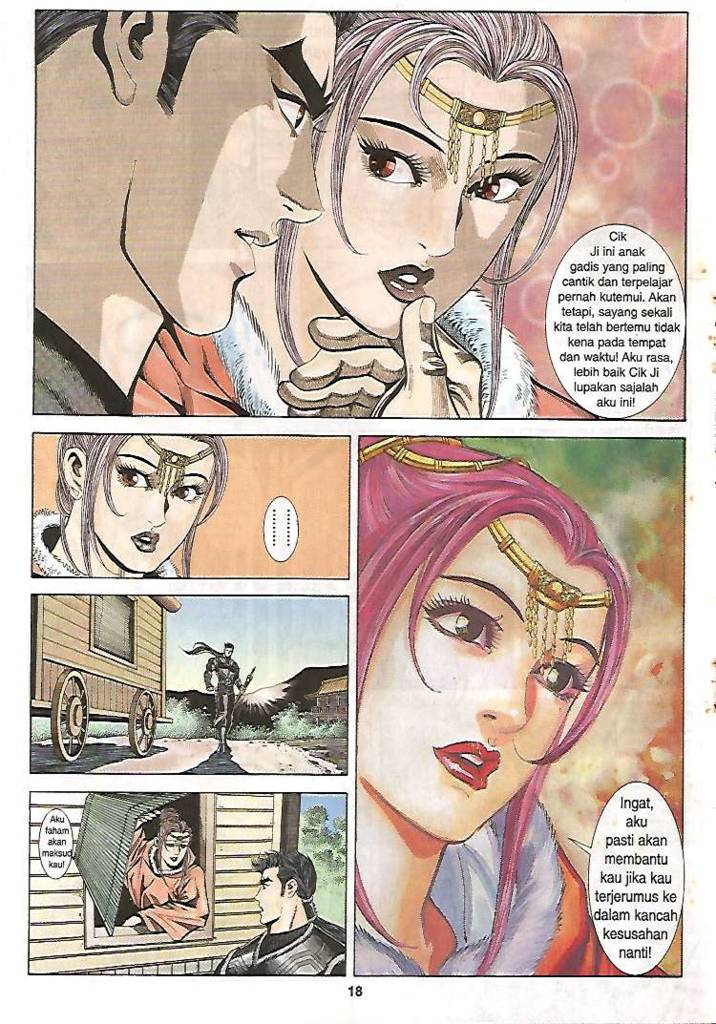 Cik
Ji ini anak
gadis yang paling
cantik dan terpelajar
pernah kutemui. Akan
tetapi, sayang sekali
kita telah bertemu tidak
kena pada tempat
dan waktu! Aku rasa,
lebih baik Cik Ji
lupakan sajalah
aku ini!
Aku
faham
akan
maksud
kau!
Ingat,
aku
pasti akan
membantu
kau jika kau
terjerumus ke
dalam kancah
kesusahan
nanti!
18